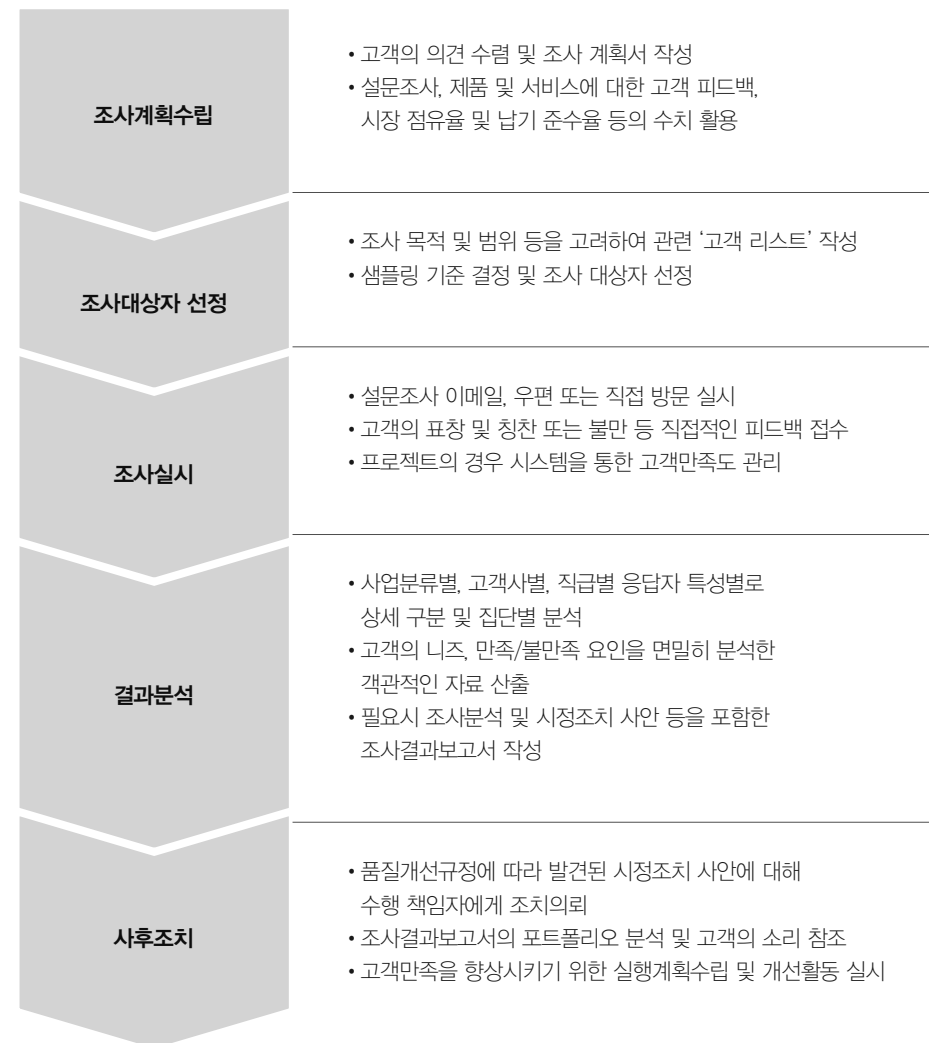 조사계획수립
• 고객의 의견 수렴 및 조사 계획서 작성
• 설문조사, 제품 및 서비스에 대한 고객 피드백,
시장 점유율 및 납기 준수율 등의 수치 활용
조사대상자 선정
• 조사 목적 및 범위 등을 고려하여 관련 ‘고객 리스트’ 작성
• 샘플링 기준 결정 및 조사 대상자 선정
조사실시
• 설문조사 이메일, 우편 또는 직접 방문 실시
• 고객의 표창 및 칭찬 또는 불만 등 직접적인 피드백 접수
• 프로젝트의 경우 시스템을 통한 고객만족도 관리
결과분석
• 사업분류별, 고객사별, 직급별 응답자 특성별로
상세 구분 및 집단별 분석
• 고객의 니즈, 만족/불만족 요인을 면밀히 분석한
객관적인 자료 산출
• 필요시 조사분석 및 시정조치 사안 등을 포함한
조사결과보고서 작성
사후조치
• 품질개선규정에 따라 발견된 시정조치 사안에 대해
수행 책임자에게 조치의뢰
• 조사결과보고서의 포트폴리오 분석 및 고객의 소리 참조
• 고객만족을 향상시키기 위한 실행계획수립 및 개선활동 실시